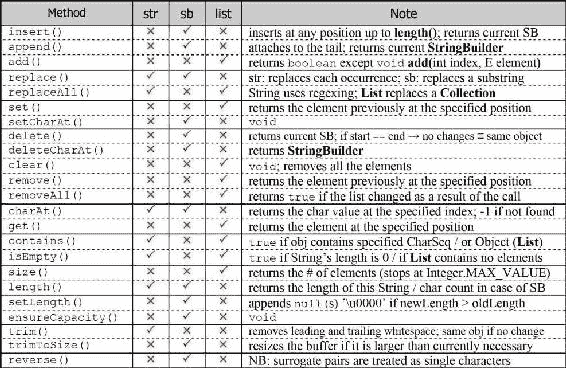 Method str sb list Note
insert() × ✓ × inserts at any position up to length(); returns current SB
append() × ✓ × attaches to the tail; returns current StringBuilder
add() × × ✓ returns boolean except void add(int index, E element)
replace() ✓ ✓ × str: replaces each occurrence; sb: replaces a substring
replaceAll() ✓ × ✓ String uses regexing; List replaces a Collection
set() × × ✓ returns the element previously at the specified position
setCharAt() × ✓ × void
delete() × ✓ × returns current SB; if start == end → no changes ≡ same object
deleteCharAt() × ✓ × returns StringBuilder
clear() × × ✓ void; removes all the elements
remove() × × ✓ returns the element previously at the specified position
removeAll() × × ✓ returns true if the list changed as a result of the call
charAt() ✓ ✓ × returns the char value at the specified index; -1 if not found
get() × × ✓ returns the element at the specified position
contains() ✓ × ✓ true if obj contains specified CharSeq / or Object (List)
isEmpty() ✓ × ✓ true if String's length is 0 / if List contains no elements
size() × × ✓ returns the # of elements (stops at Integer.MAX_VALUE)
length() ✓ ✓ × returns the length of this String / char count in case of SB
setLength() × ✓ × appends null(s) '\u0000' if newLength > oldLength
ensureCapacity() × ✓ × void
trim() ✓ × × removes leading and trailing whitespace; same obj if no change
trimToSize() × ✓ × resizes the buffer if it is larger than currently necessary
reverse() × ✓ × NB: surrogate pairs are treated as single characters